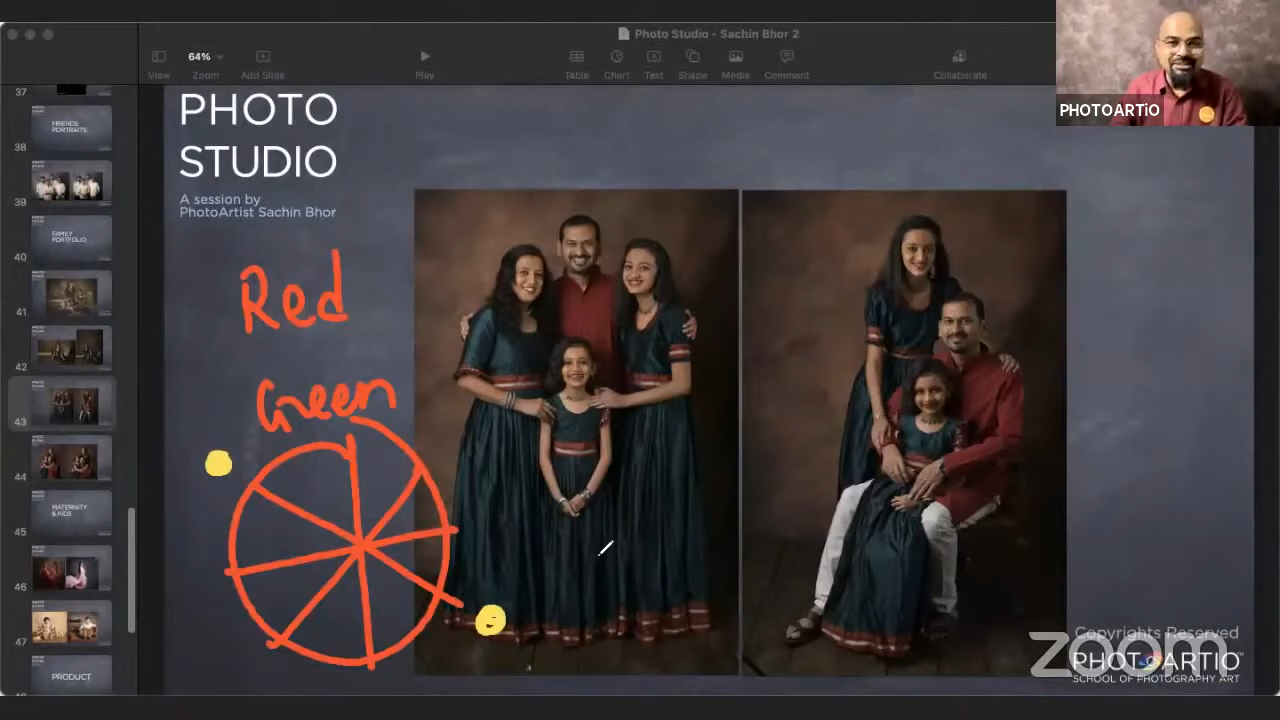 Photo Studio - Sachin Bhor 2
64%
View
Zoom
Add Slide
Play
Table
Chart
Text
Shape
Media
Comment
Collaborate
PHOTOARTiO
37
38
39
40
41
42
43
44
45
46
47
FRIENDS
PORTRAITS
FAMILY
PORTFOLIO
MATERNITY
& KIDS
PRODUCT
PHOTO
STUDIO
A session by
PhotoArtist Sachin Bhor
Red
Green
Copyrights Reserved
PHOTOARTIO
SCHOOL OF PHOTOGRAPHY ART
zoom